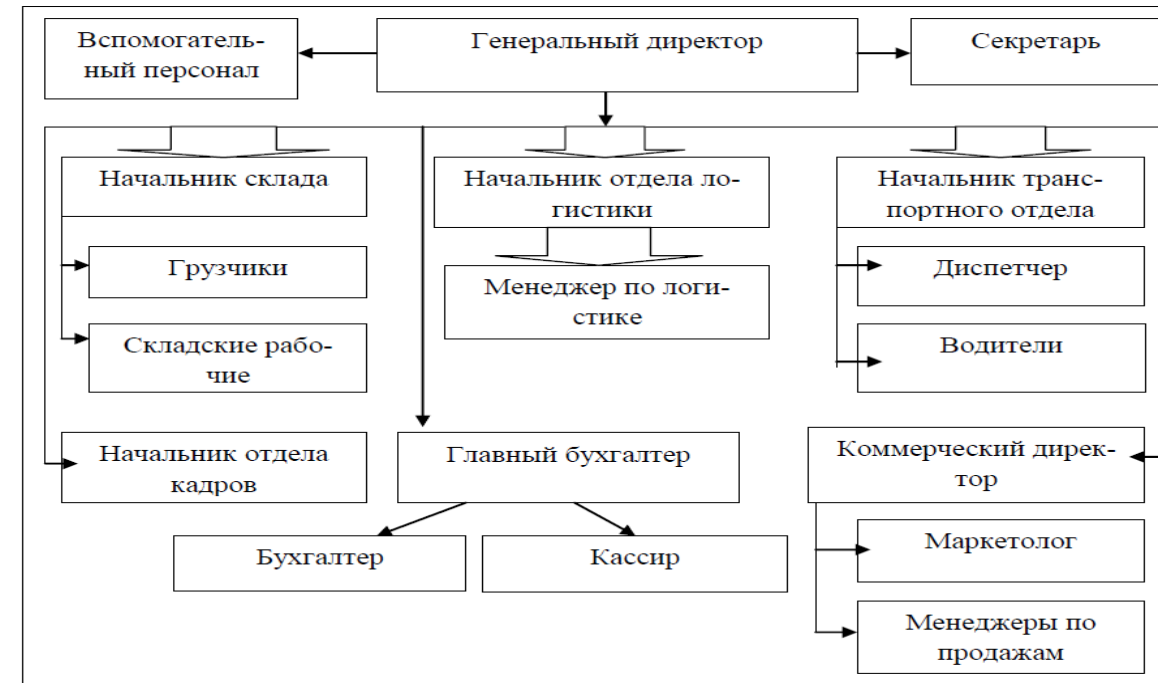 Вспомогатель-
ный персонал
Генеральный директор
Секретарь
Начальник склада
Начальник отдела ло-
гистики
Начальник транс-
портного отдела
Грузчики
Менеджер по логи-
стике
Диспетчер
Складские рабо-
чие
Водители
Начальник отдела
кадров
Главный бухгалтер
Коммерческий дирек-
тор
Бухгалтер
Кассир
Маркетолог
Менеджеры по
продажам